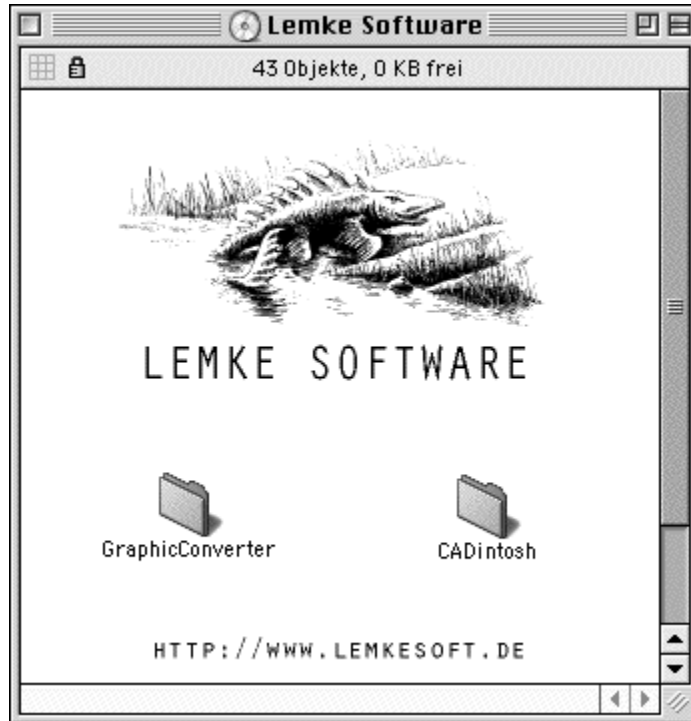 Lemke Software
43 Objekte, 0 KB frei
LEMKE SOFTWARE
GraphicConverter
CADintosh
HTTP://WWW.LEMKESOFT.DE